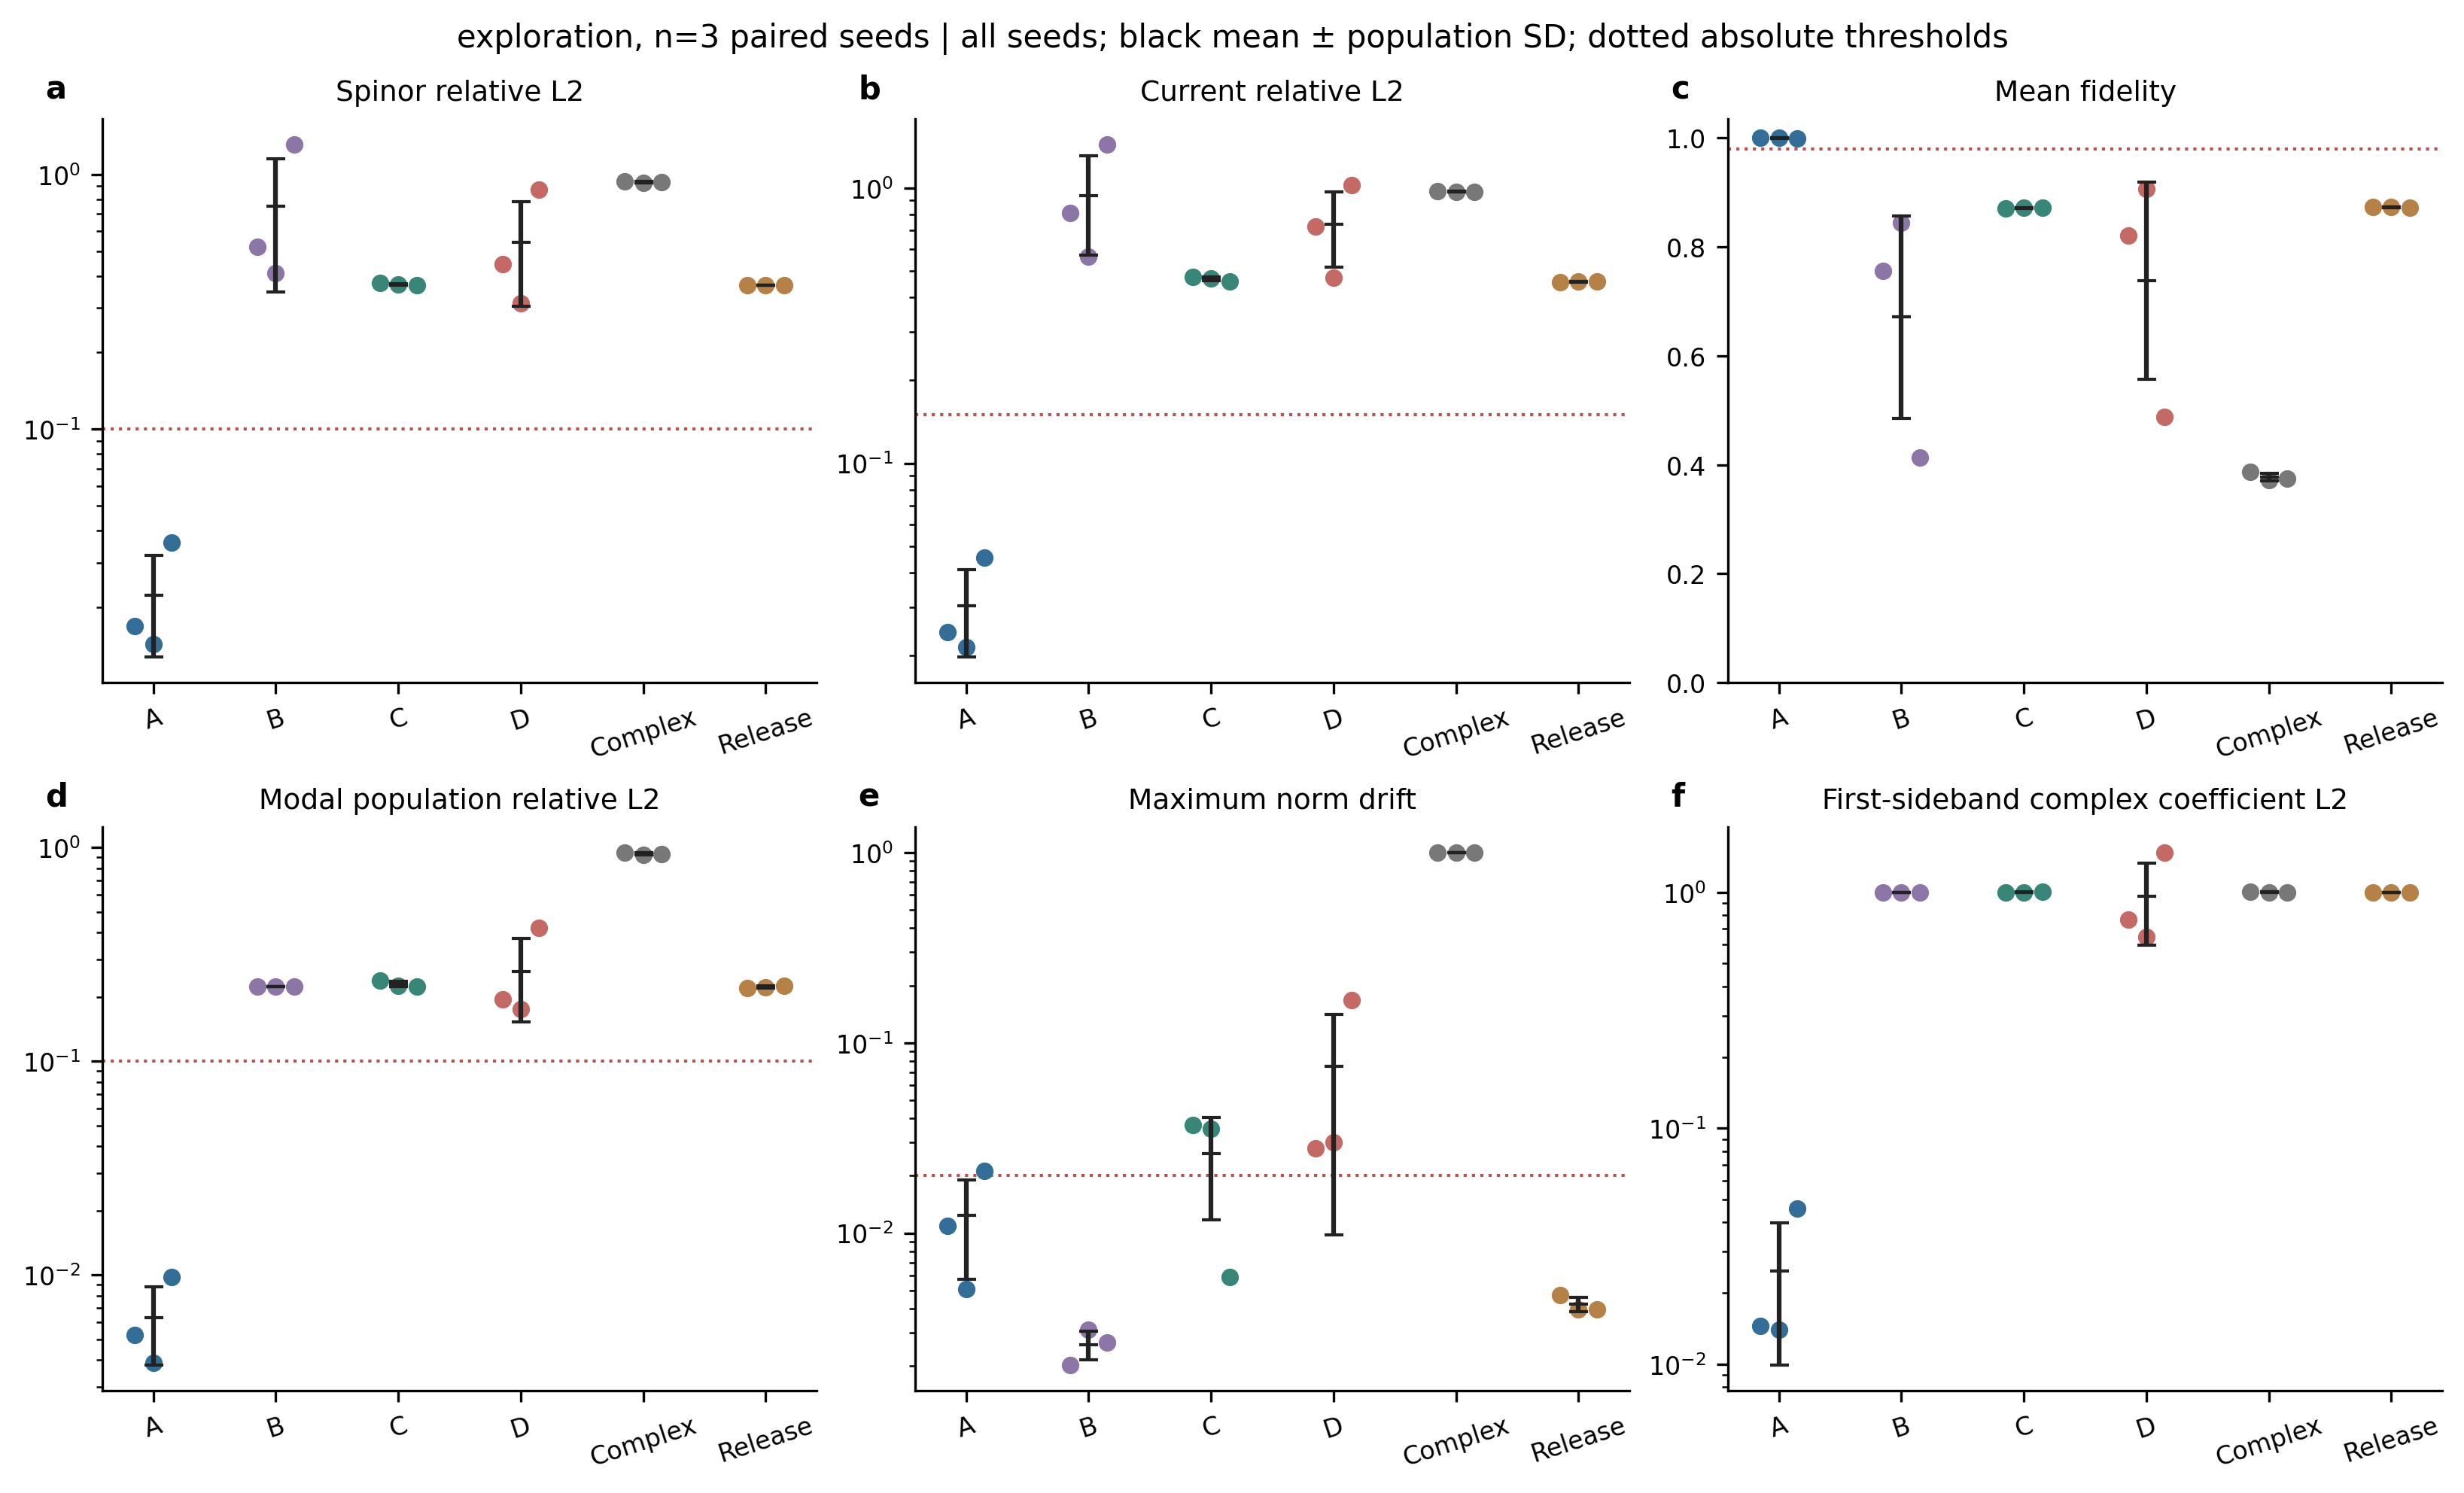 exploration, n=3 paired seeds | all seeds; black mean ± population SD; dotted absolute thresholds
a
Spinor relative L2
10⁰
10⁻¹
A
B
C
D
Complex
Release
b
Current relative L2
10⁰
10⁻¹
A
B
C
D
Complex
Release
c
Mean fidelity
1.0
0.8
0.6
0.4
0.2
0.0
A
B
C
D
Complex
Release
d
Modal population relative L2
10⁰
10⁻¹
10⁻²
A
B
C
D
Complex
Release
e
Maximum norm drift
10⁰
10⁻¹
10⁻²
A
B
C
D
Complex
Release
f
First-sideband complex coefficient L2
10⁰
10⁻¹
10⁻²
A
B
C
D
Complex
Release